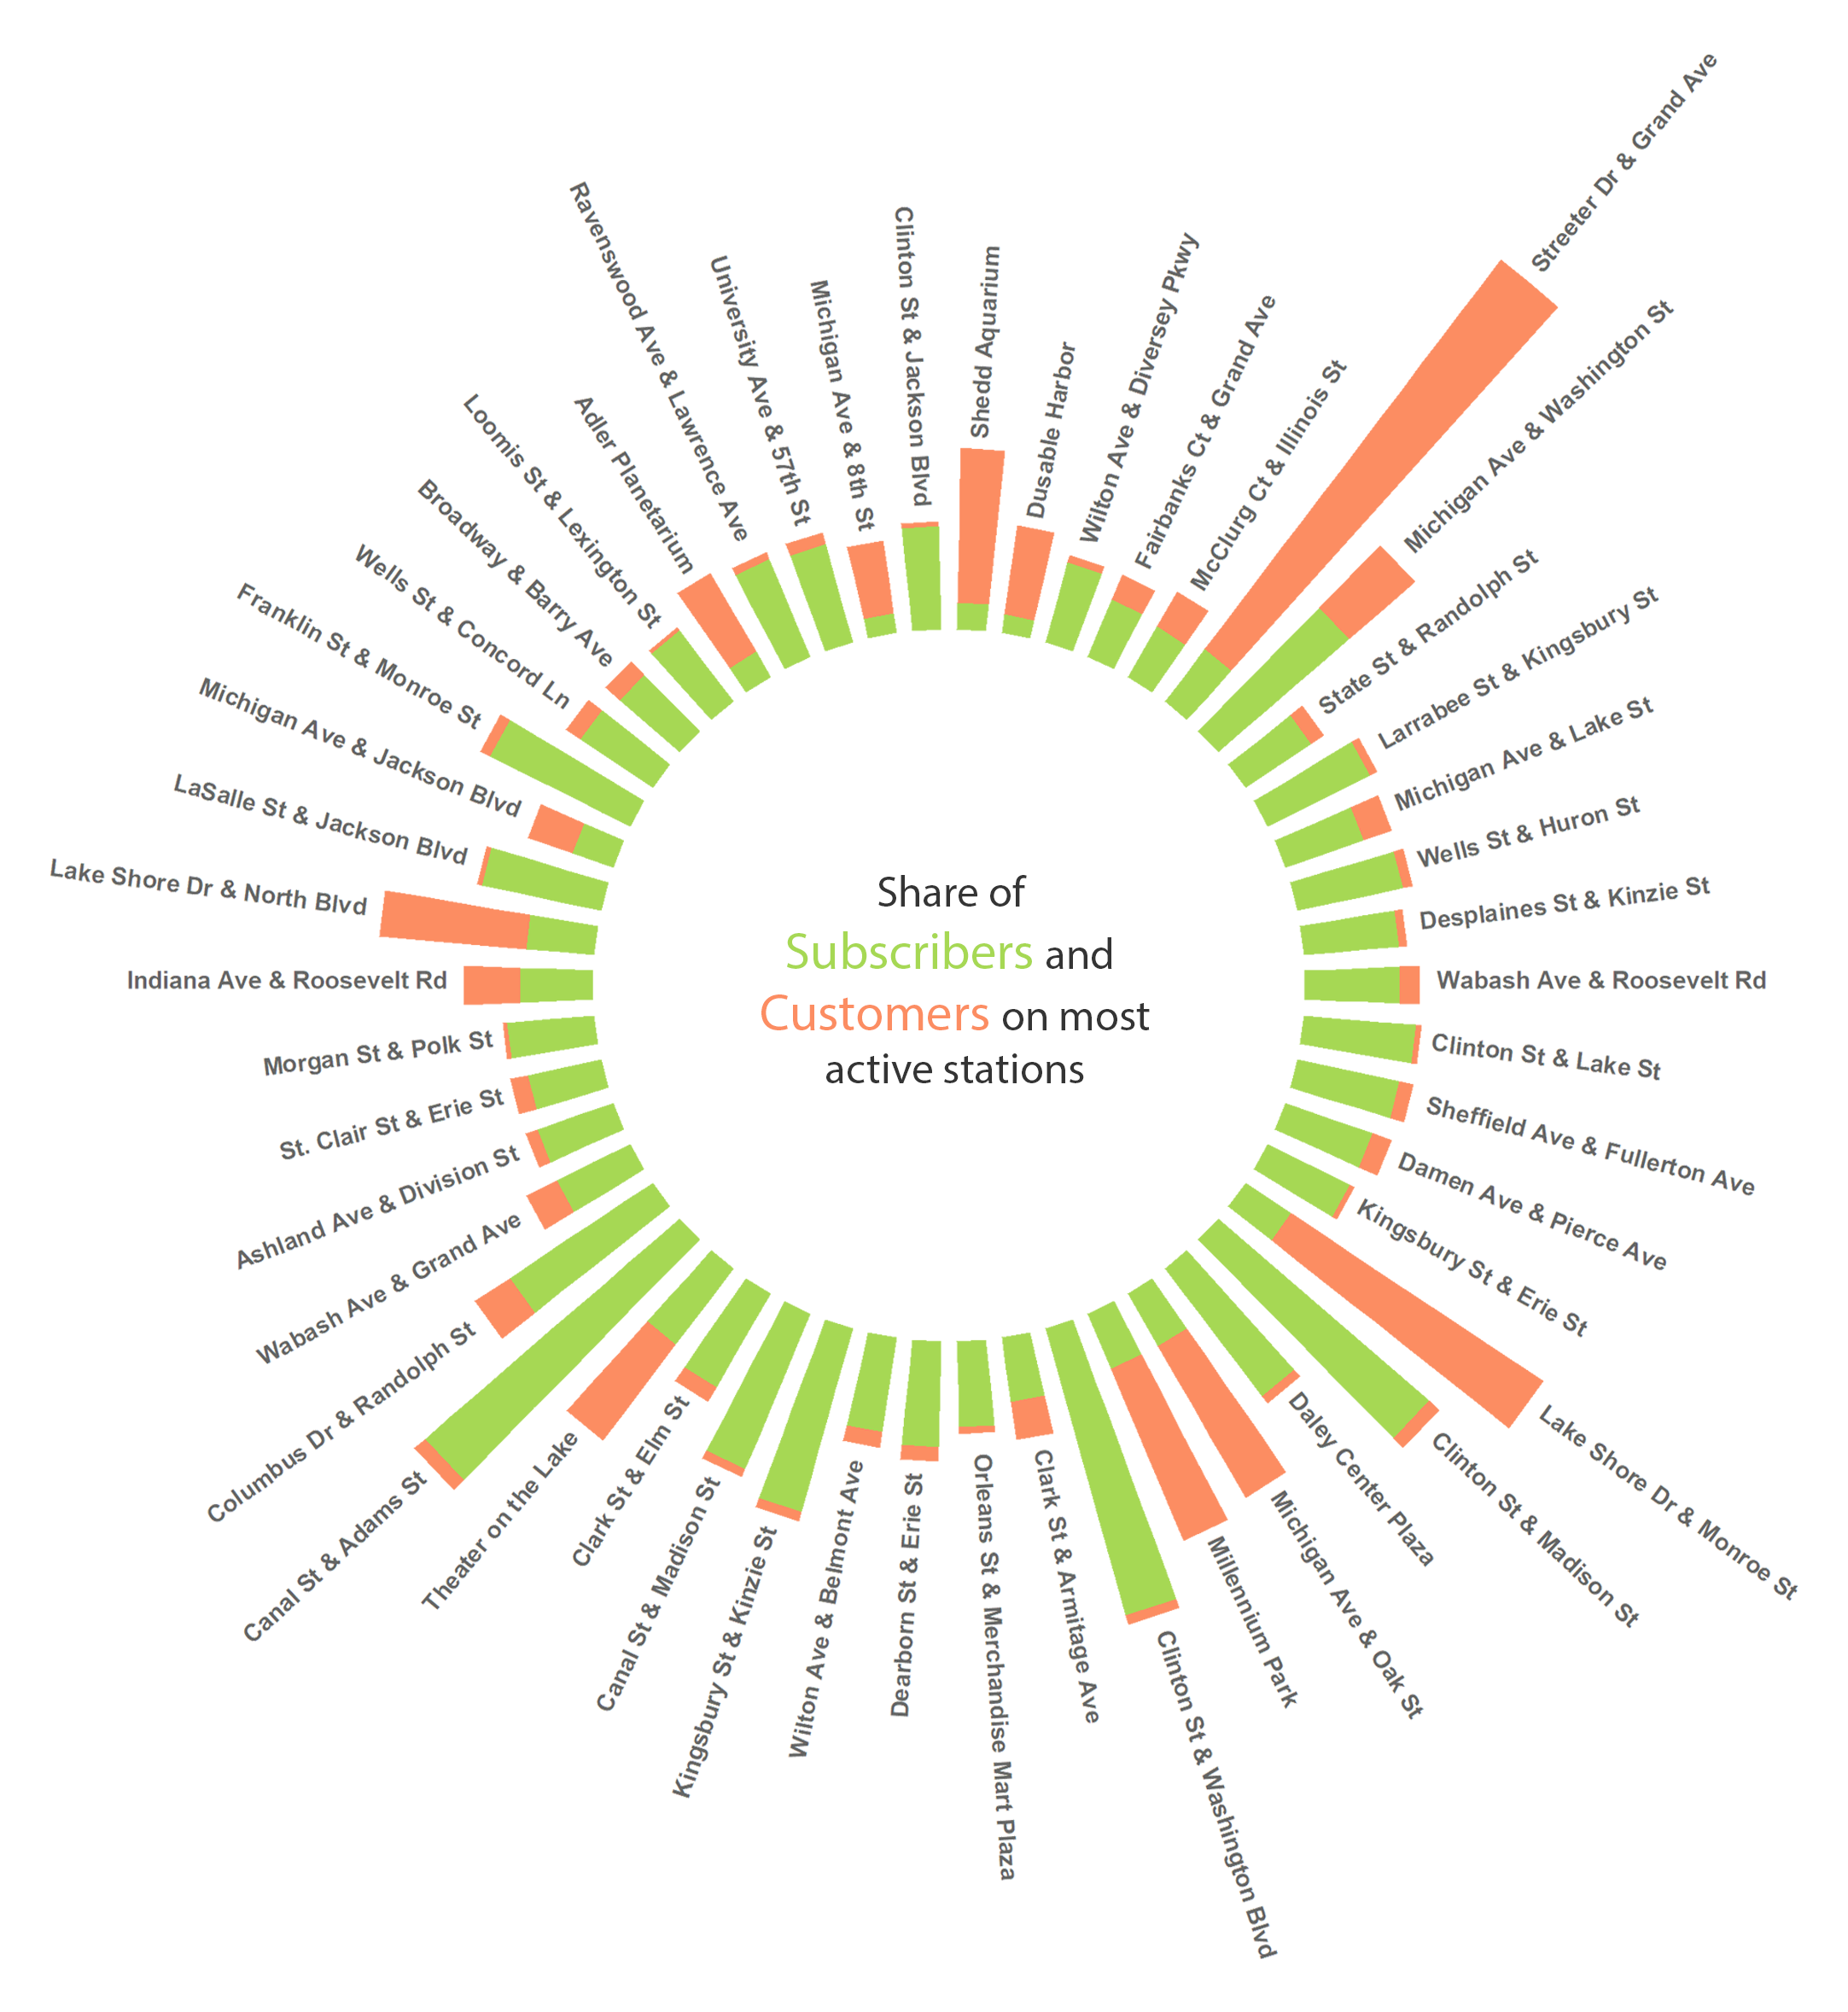 Share of
Subscribers and
Customers on most
active stations
Shedd Aquarium
Dusable Harbor
Wilton Ave & Diversey Pkwy
Fairbanks Ct & Grand Ave
McClurg Ct & Illinois St
Streeter Dr & Grand Ave
Michigan Ave & Washington St
State St & Randolph St
Larrabee St & Kingsbury St
Michigan Ave & Lake St
Wells St & Huron St
Desplaines St & Kinzie St
Wabash Ave & Roosevelt Rd
Clinton St & Lake St
Sheffield Ave & Fullerton Ave
Damen Ave & Pierce Ave
Kingsbury St & Erie St
Lake Shore Dr & Monroe St
Clinton St & Madison St
Daley Center Plaza
Michigan Ave & Oak St
Millennium Park
Clinton St & Washington Blvd
Clark St & Armitage Ave
Orleans St & Merchandise Mart Plaza
Dearborn St & Erie St
Wilton Ave & Belmont Ave
Kingsbury St & Kinzie St
Canal St & Madison St
Clark St & Elm St
Theater on the Lake
Canal St & Adams St
Columbus Dr & Randolph St
Wabash Ave & Grand Ave
Ashland Ave & Division St
St. Clair St & Erie St
Morgan St & Polk St
Indiana Ave & Roosevelt Rd
Lake Shore Dr & North Blvd
LaSalle St & Jackson Blvd
Michigan Ave & Jackson Blvd
Franklin St & Monroe St
Wells St & Concord Ln
Broadway & Barry Ave
Loomis St & Lexington St
Adler Planetarium
Ravenswood Ave & Lawrence Ave
University Ave & 57th St
Michigan Ave & 8th St
Clinton St & Jackson Blvd